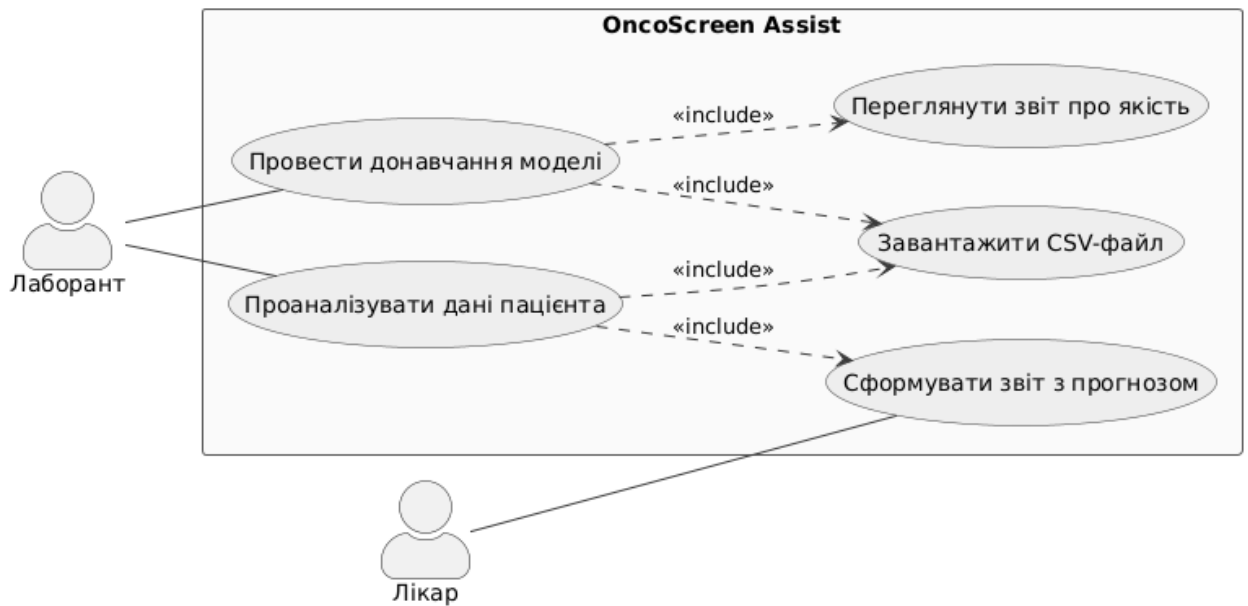 OncoScreen Assist
Переглянути звіт про якість
«include»
Провести донавчання моделі
«include»
Завантажити CSV-файл
Лаборант
«include»
Проаналізувати дані пацієнта
«include»
Сформувати звіт з прогнозом
Лікар